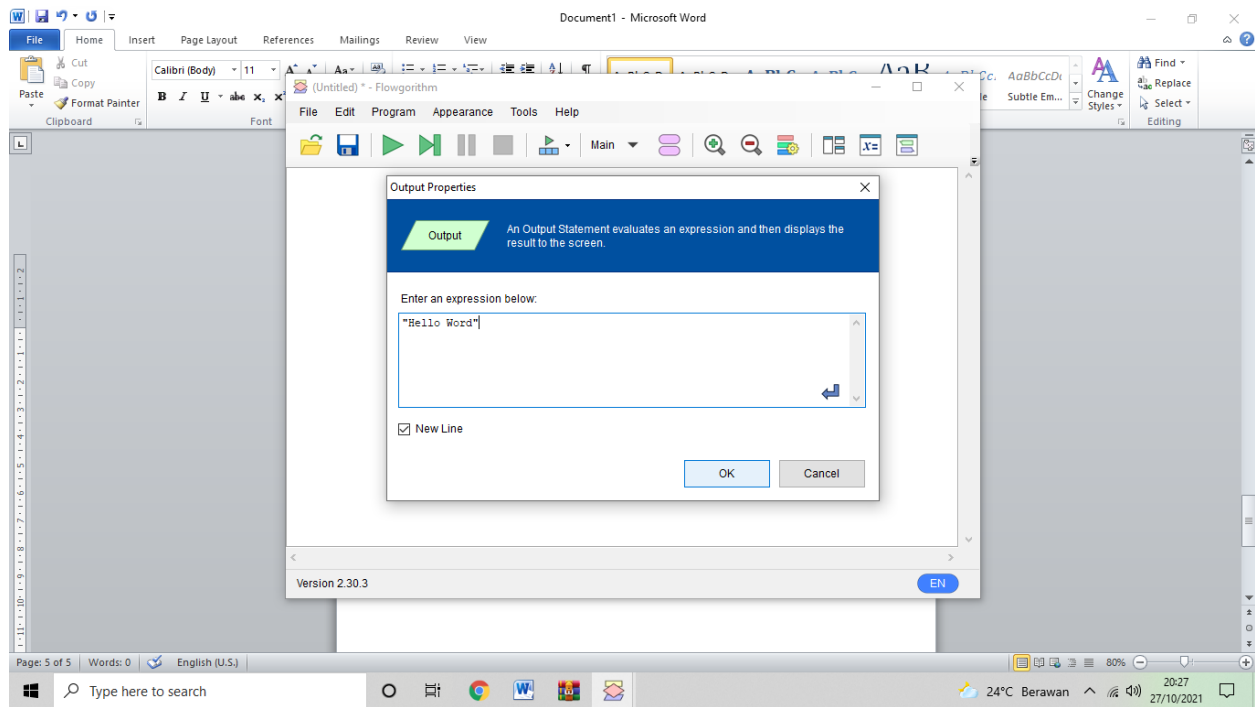 Document1 - Microsoft Word
File Home Insert Page Layout References Mailings Review View
Cut
Copy
Paste
Format Painter
Clipboard
Calibri (Body) 11
B I U abc x, x
Font
AaBbCcDc
Subtle Em...
Change
Styles
Find
Replace
Select
Editing
(Untitled) * - Flowgorithm
File Edit Program Appearance Tools Help
Main
Output Properties
Output
An Output Statement evaluates an expression and then displays the
result to the screen.
Enter an expression below:
"Hello Word"
New Line
OK Cancel
Version 2.30.3
EN
Page: 5 of 5 Words: 0 English (U.S.)
80%
Type here to search
24°C Berawan
20:27
27/10/2021